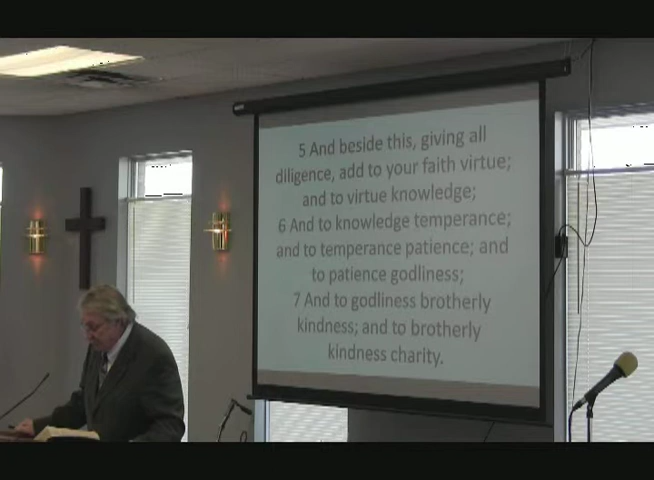 5 And beside this, giving all
diligence, add to your faith virtue;
and to virtue knowledge;
6 And to knowledge temperance;
and to temperance patience; and
to patience godliness;
7 And to godliness brotherly
kindness; and to brotherly
kindness charity.